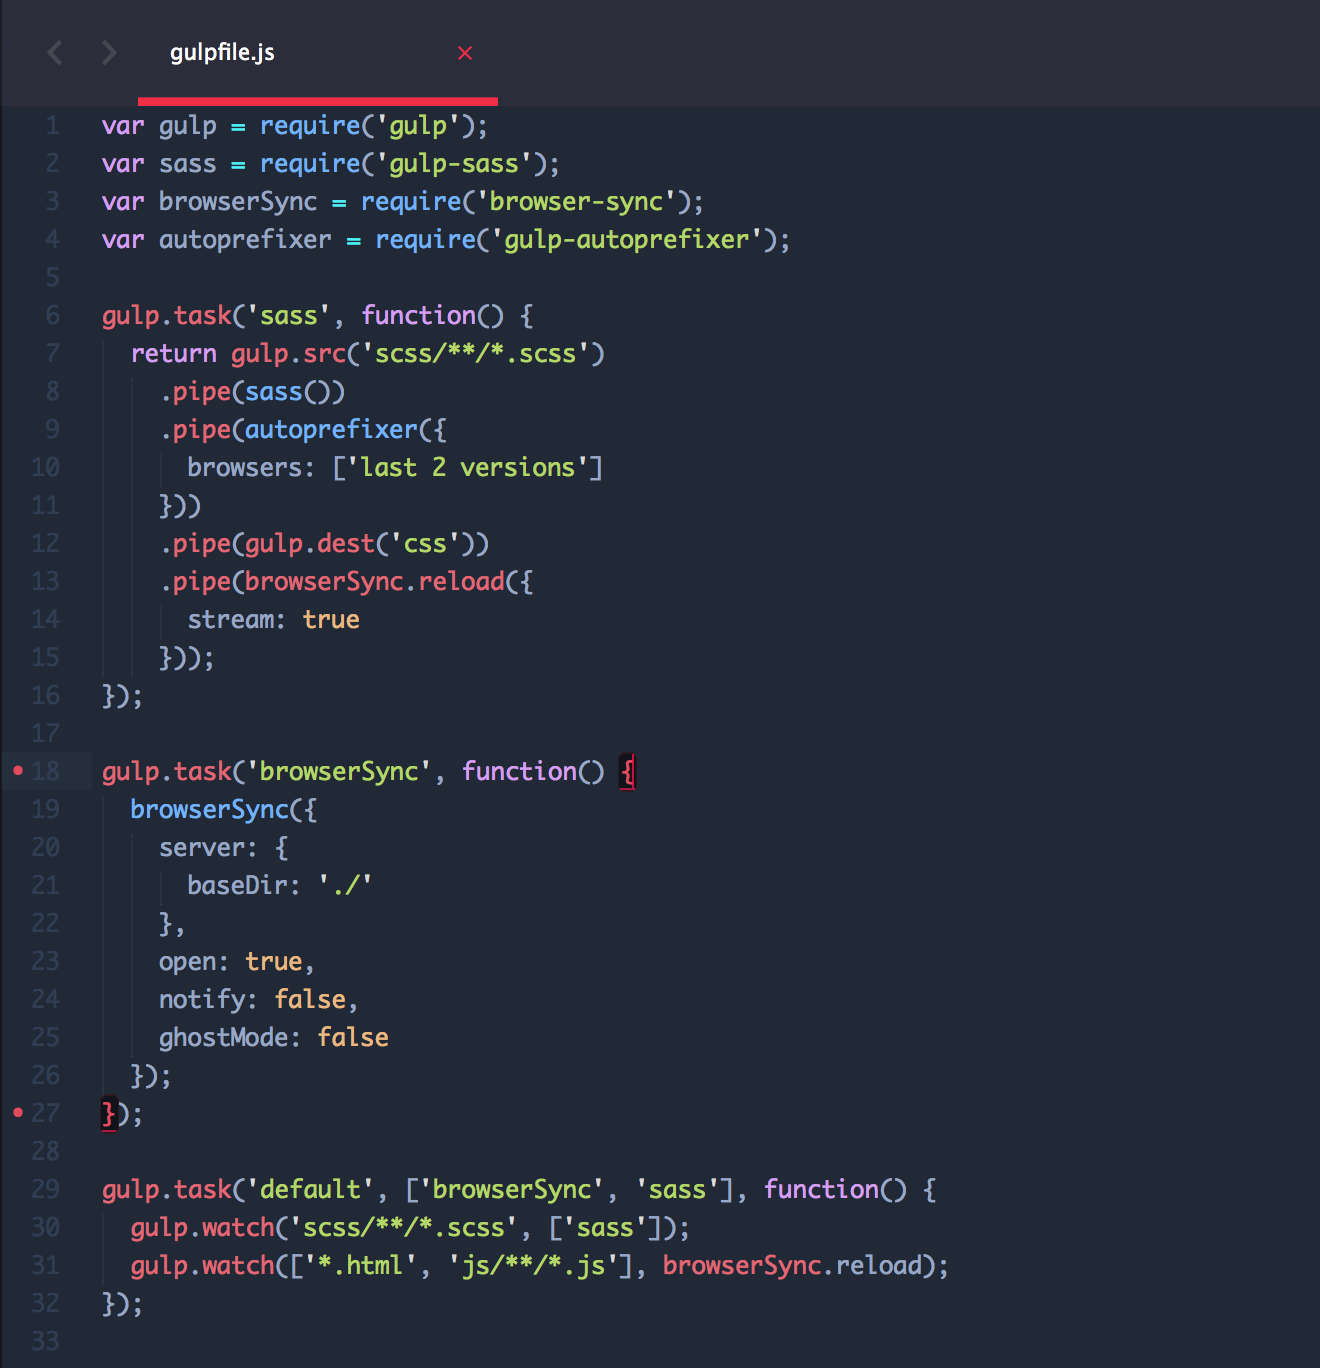 gulpfile.js
1 var gulp = require('gulp');
2 var sass = require('gulp-sass');
3 var browserSync = require('browser-sync');
4 var autoprefixer = require('gulp-autoprefixer');
5
6 gulp.task('sass', function() {
7   return gulp.src('scss/**/*.scss')
8     .pipe(sass())
9     .pipe(autoprefixer({
10       browsers: ['last 2 versions']
11     }))
12     .pipe(gulp.dest('css'))
13     .pipe(browserSync.reload({
14       stream: true
15     }));
16 });
17
18 gulp.task('browserSync', function() {
19   browserSync({
20     server: {
21       baseDir: './'
22     },
23     open: true,
24     notify: false,
25     ghostMode: false
26   });
27 });
28
29 gulp.task('default', ['browserSync', 'sass'], function() {
30   gulp.watch('scss/**/*.scss', ['sass']);
31   gulp.watch(['*.html', 'js/**/*.js'], browserSync.reload);
32 });
33